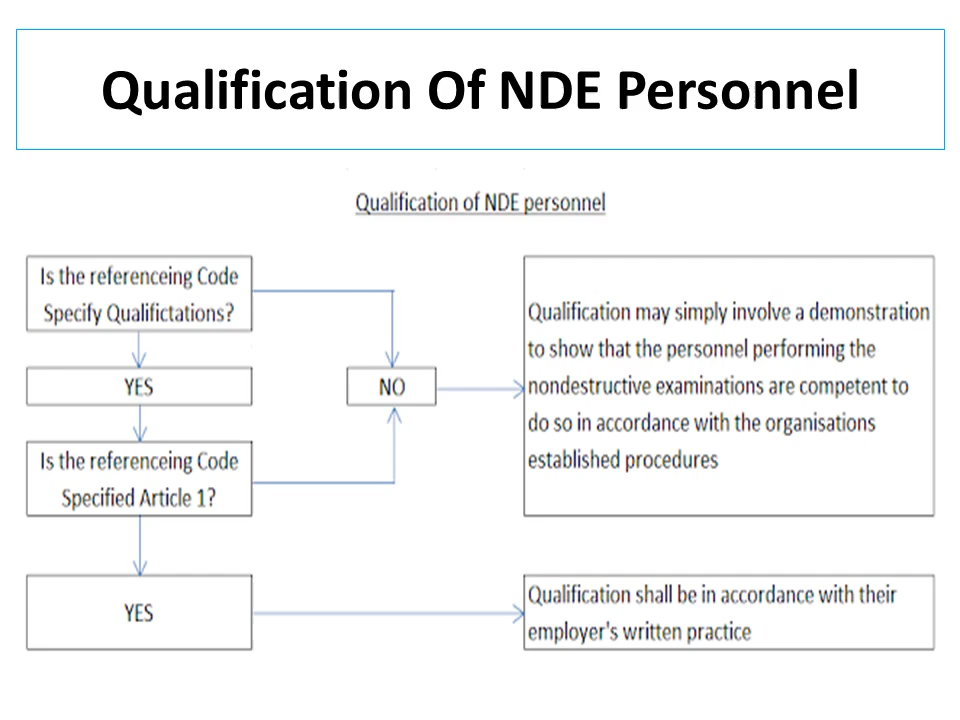 Qualification Of NDE Personnel
Qualification of NDE personnel
Is the referenceing Code
Specify Qualifictations?
YES
Is the referenceing Code
Specified Article 1?
YES
NO
Qualification may simply involve a demonstration
to show that the personnel performing the
nondestructive examinations are competent to
do so in accordance with the organisations
established procedures
Qualification shall be in accordance with their
employer's written practice